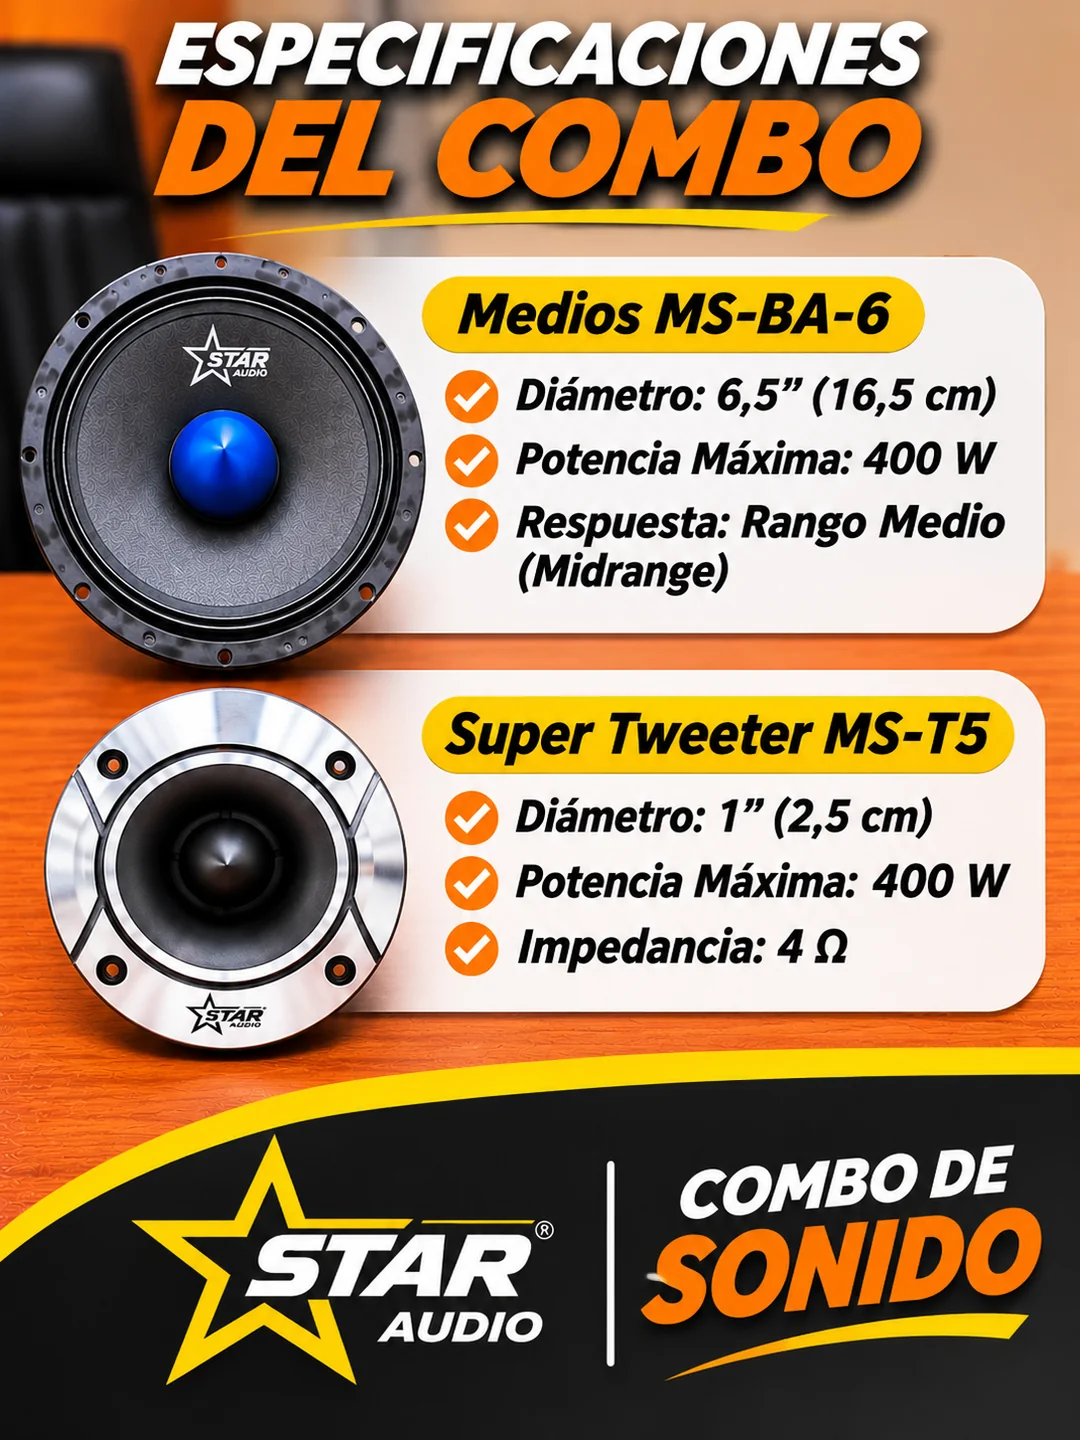 ESPECIFICACIONES
DEL COMBO
STAR
AUDIO
Medios MS-BA-6
Diámetro: 6,5” (16,5 cm)
Potencia Máxima: 400 W
Respuesta: Rango Medio
(Midrange)
Super Tweeter MS-T5
Diámetro: 1” (2,5 cm)
Potencia Máxima: 400 W
Impedancia: 4 Ω
STAR
AUDIO
STAR®
AUDIO
COMBO DE
SONIDO